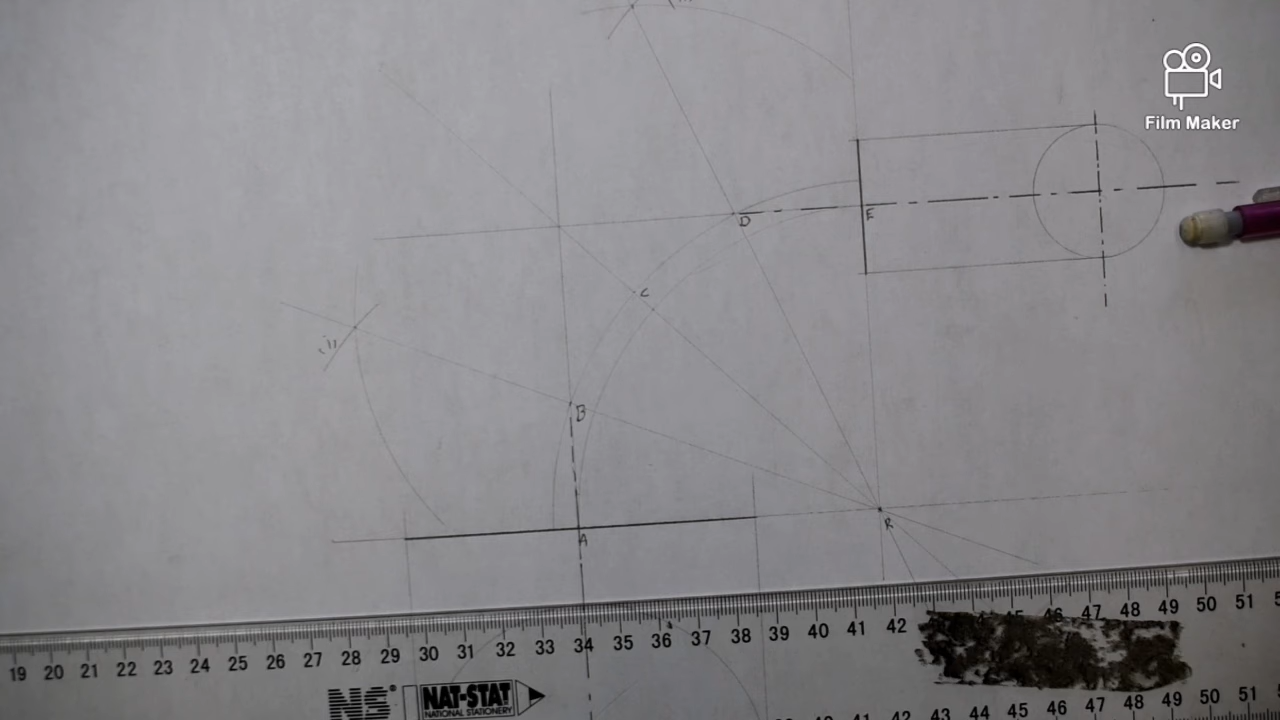 Film Maker
E
D
C
B
A
R
19 20 21 22 23 24 25 26 27 28 29 30 31 32 33 34 35 36 37 38 39 40 41 42 45 46 47 48 49 50 51
NS®
NAT-STAT
NATIONAL STATIONERY
43 44 45 46 47 48 49 50 51